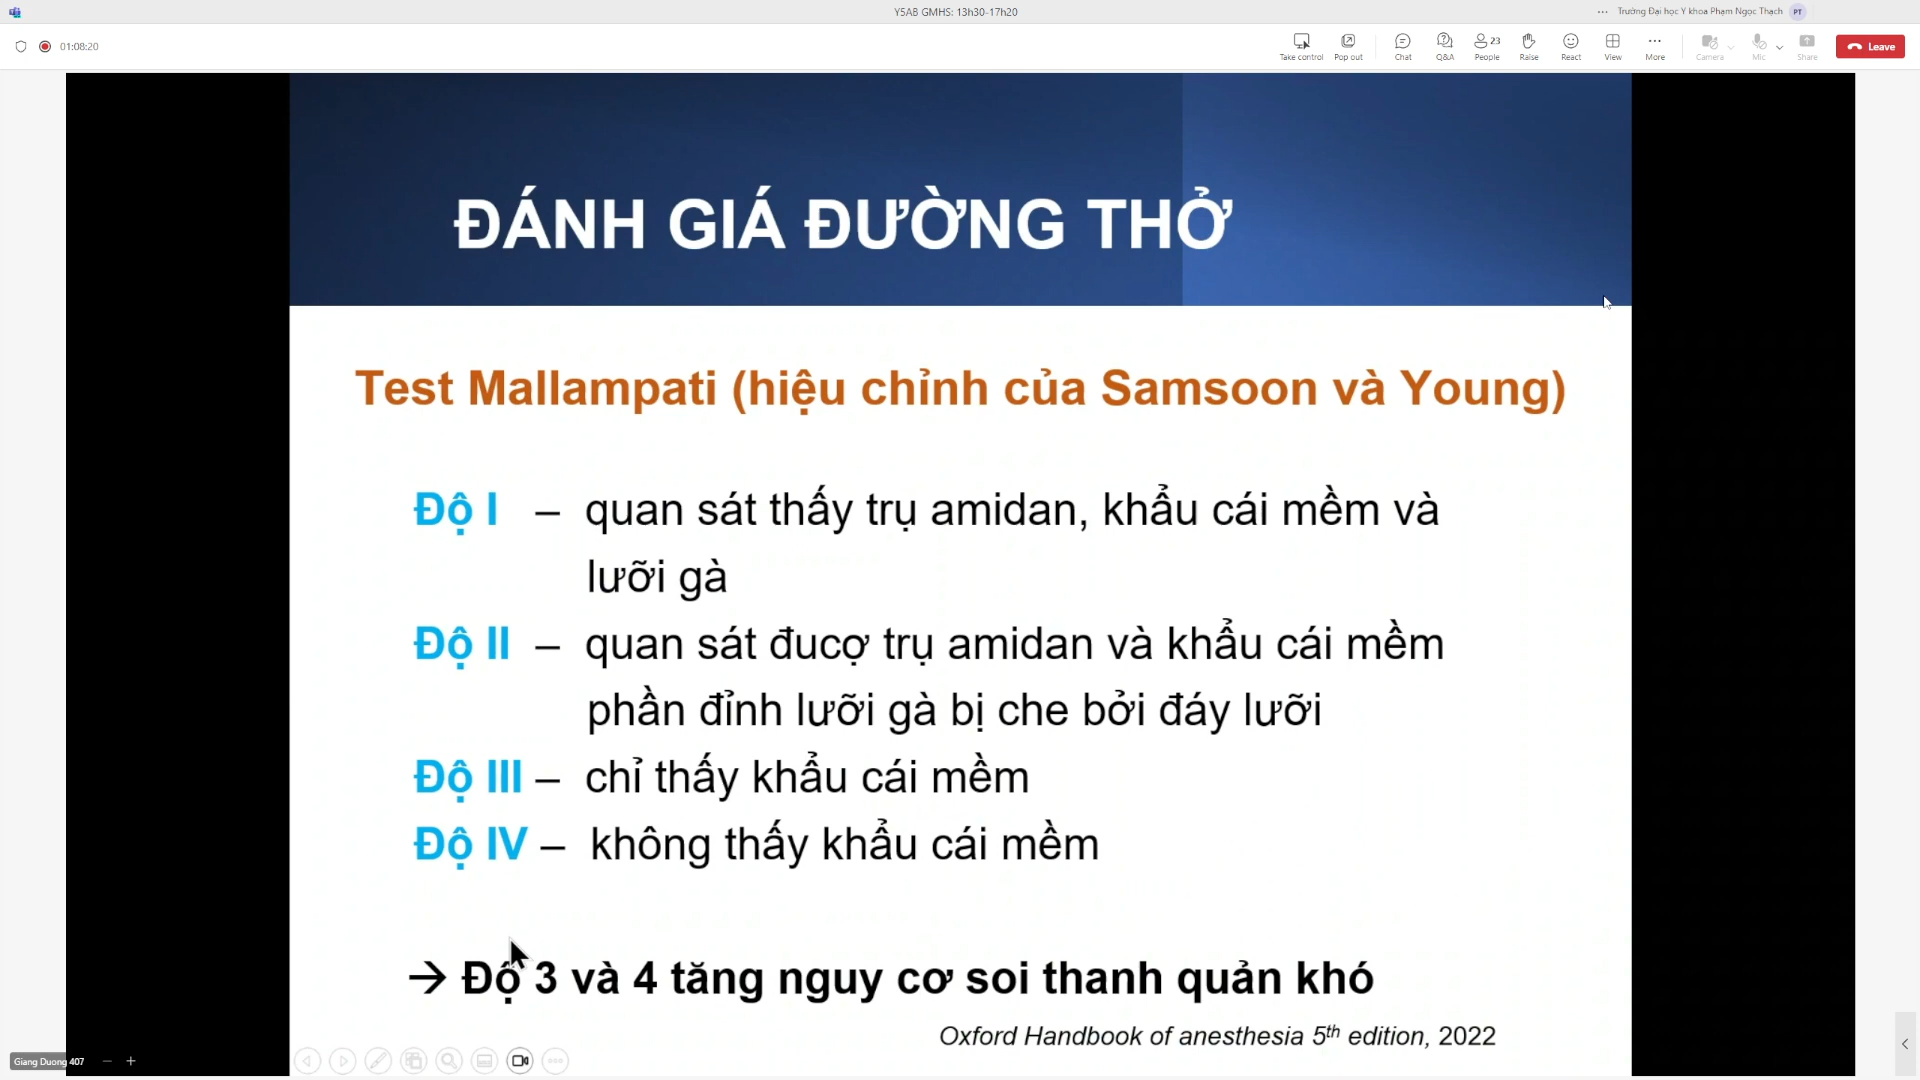 Y5AB GMHS: 13h30-17h20
Trường Đại học Y khoa Phạm Ngọc Thạch PT
01:08:20
Take control
Pop out
Chat
Q&A
23
People
Raise
React
View
More
Camera
Mic
Share
Leave
ĐÁNH GIÁ ĐƯỜNG THỞ
Test Mallampati (hiệu chỉnh của Samsoon và Young)
Độ I – quan sát thấy trụ amidan, khẩu cái mềm và
lưỡi gà
Độ II – quan sát đucợ trụ amidan và khẩu cái mềm
phần đỉnh lưỡi gà bị che bởi đáy lưỡi
Độ III – chỉ thấy khẩu cái mềm
Độ IV – không thấy khẩu cái mềm
→ Độ 3 và 4 tăng nguy cơ soi thanh quản khó
Oxford Handbook of anesthesia 5th edition, 2022
Giang Duong 407